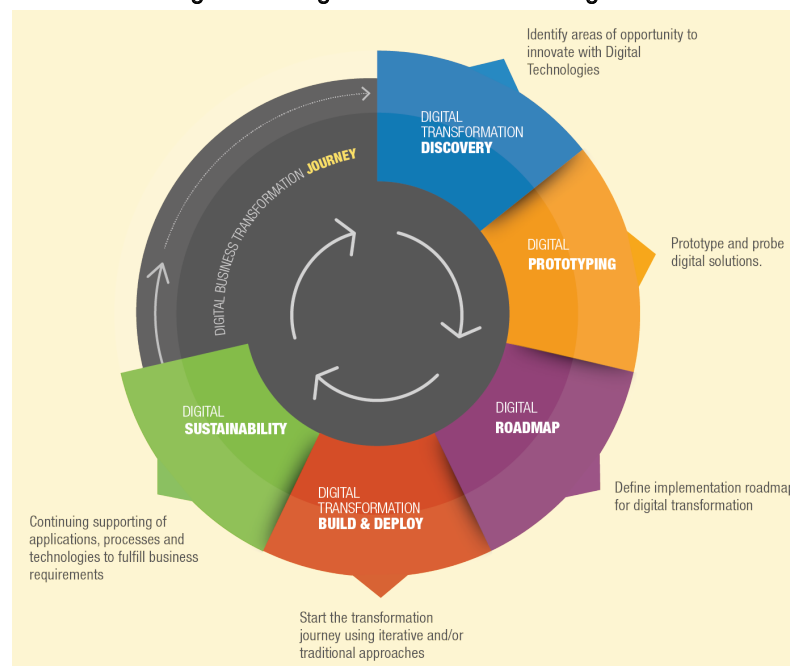 Identify areas of opportunity to
innovate with Digital
Technologies
DIGITAL
TRANSFORMATION
DISCOVERY
DIGITAL BUSINESS TRANSFORMATION JOURNEY
DIGITAL
PROTOTYPING
Prototype and probe
digital solutions.
DIGITAL
ROADMAP
Define implementation roadmap
for digital transformation
DIGITAL
TRANSFORMATION
BUILD & DEPLOY
Start the transformation
journey using iterative and/or
traditional approaches
DIGITAL
SUSTAINABILITY
Continuing supporting of
applications, processes and
technologies to fulfill business
requirements